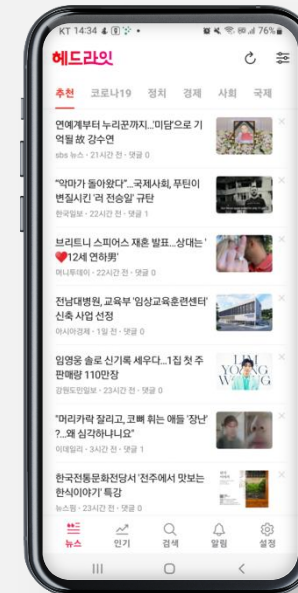 KT 14:34
76%
헤드라잇
추천 코로나19 정치 경제 사회 국제
연예계부터 누리꾼까지...'미담'으로 기
억될 故 강수연
sbs 뉴스 · 21시간 전 · 댓글 0
"악마가 돌아왔다"...국제사회, 푸틴이
변질시킨 '러 전승일' 규탄
한국일보 · 22시간 전 · 댓글 1
브리트니 스피어스 재혼 발표...상대는 '
❤️12세 연하男'
머니투데이 · 22시간 전 · 댓글 0
전남대병원, 교육부 '임상교육훈련센터'
신축 사업 선정
아시아경제 · 1일 전 · 댓글 0
임영웅 솔로 신기록 세우다...1집 첫 주
판매량 110만장
강원도민일보 · 23시간 전 · 댓글 0
I'M
YOUNG
WOONG
"머리카락 잘리고, 코뼈 휘는 애들 '장난'
?...왜 심각하냐니요"
이데일리 · 3시간 전 · 댓글 1
한국전통문화전당서 '전주에서 맛보는
한식이야기' 특강
뉴스핌 · 23시간 전 · 댓글 0
뉴스 인기 검색 알림 설정